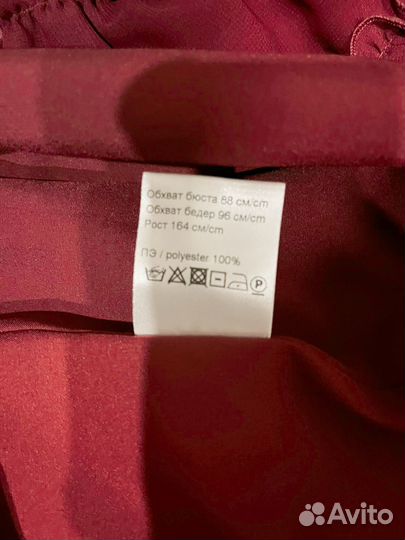 Обхват бюста 88 см/cm
Обхват бедер 96 см/cm
Рост 164 см/cm
ПЭ / polyester 100%
P
Avito